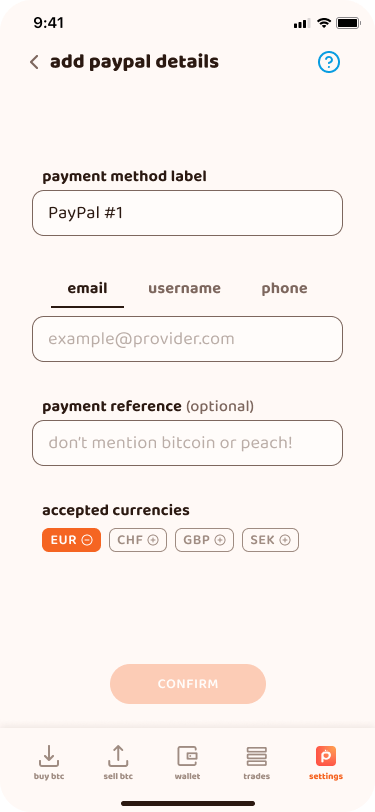 9:41
add paypal details
payment method label
PayPal #1
email username phone
example@provider.com
payment reference (optional)
don't mention bitcoin or peach!
accepted currencies
EUR CHF GBP SEK
CONFIRM
buy btc sell btc wallet trades settings